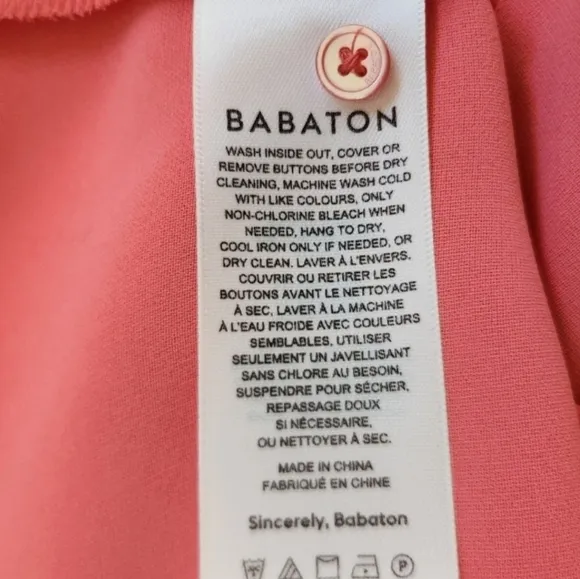 BABATON
WASH INSIDE OUT, COVER OR
REMOVE BUTTONS BEFORE DRY
CLEANING, MACHINE WASH COLD
WITH LIKE COLOURS, ONLY
NON-CHLORINE BLEACH WHEN
NEEDED, HANG TO DRY,
COOL IRON ONLY IF NEEDED, OR
DRY CLEAN. LAVER À L'ENVERS.
COUVRIR OU RETIRER LES
BOUTONS AVANT LE NETTOYAGE
À SEC, LAVER À LA MACHINE
À L'EAU FROIDE AVEC COULEURS
SEMBLABLES, UTILISER
SEULEMENT UN JAVELLISANT
SANS CHLORE AU BESOIN,
SUSPENDRE POUR SÉCHER,
REPASSAGE DOUX
SI NÉCESSAIRE,
OU NETTOYER À SEC.
MADE IN CHINA
FABRIQUÉ EN CHINE
Sincerely, Babaton
P